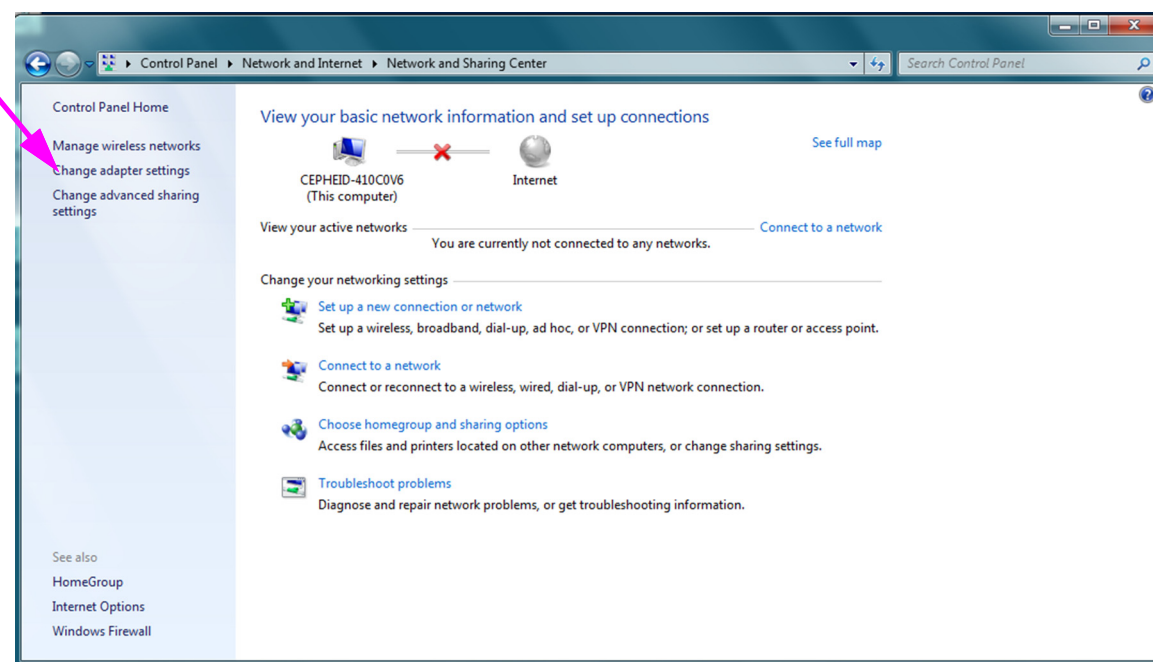 Control Panel ▸ Network and Internet ▸ Network and Sharing Center
Search Control Panel
Control Panel Home
Manage wireless networks
Change adapter settings
Change advanced sharing
settings
See also
HomeGroup
Internet Options
Windows Firewall
View your basic network information and set up connections
See full map
CEPHEID-410C0V6
(This computer)
Internet
View your active networks
Connect to a network
You are currently not connected to any networks.
Change your networking settings
Set up a new connection or network
Set up a wireless, broadband, dial-up, ad hoc, or VPN connection; or set up a router or access point.
Connect to a network
Connect or reconnect to a wireless, wired, dial-up, or VPN network connection.
Choose homegroup and sharing options
Access files and printers located on other network computers, or change sharing settings.
Troubleshoot problems
Diagnose and repair network problems, or get troubleshooting information.